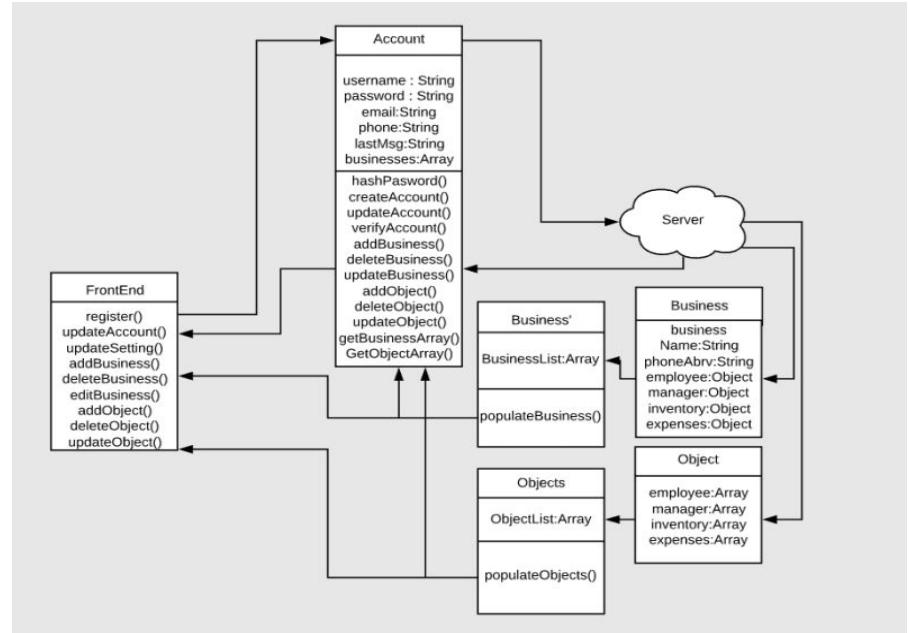 Account
username : String
password : String
email:String
phone:String
lastMsg:String
businesses:Array
hashPasword()
createAccount()
updateAccount()
verifyAccount()
addBusiness()
deleteBusiness()
updateBusiness()
addObject()
deleteObject()
updateObject()
getBusinessArray()
GetObjectArray()
Server
FrontEnd
register()
updateAccount()
updateSetting()
addBusiness()
deleteBusiness()
editBusiness()
addObject()
deleteObject()
updateObject()
Business'
BusinessList:Array
populateBusiness()
Business
business
Name:String
phoneAbrv:String
employee:Object
manager:Object
inventory:Object
expenses:Object
Objects
ObjectList:Array
populateObjects()
Object
employee:Array
manager:Array
inventory:Array
expenses:Array